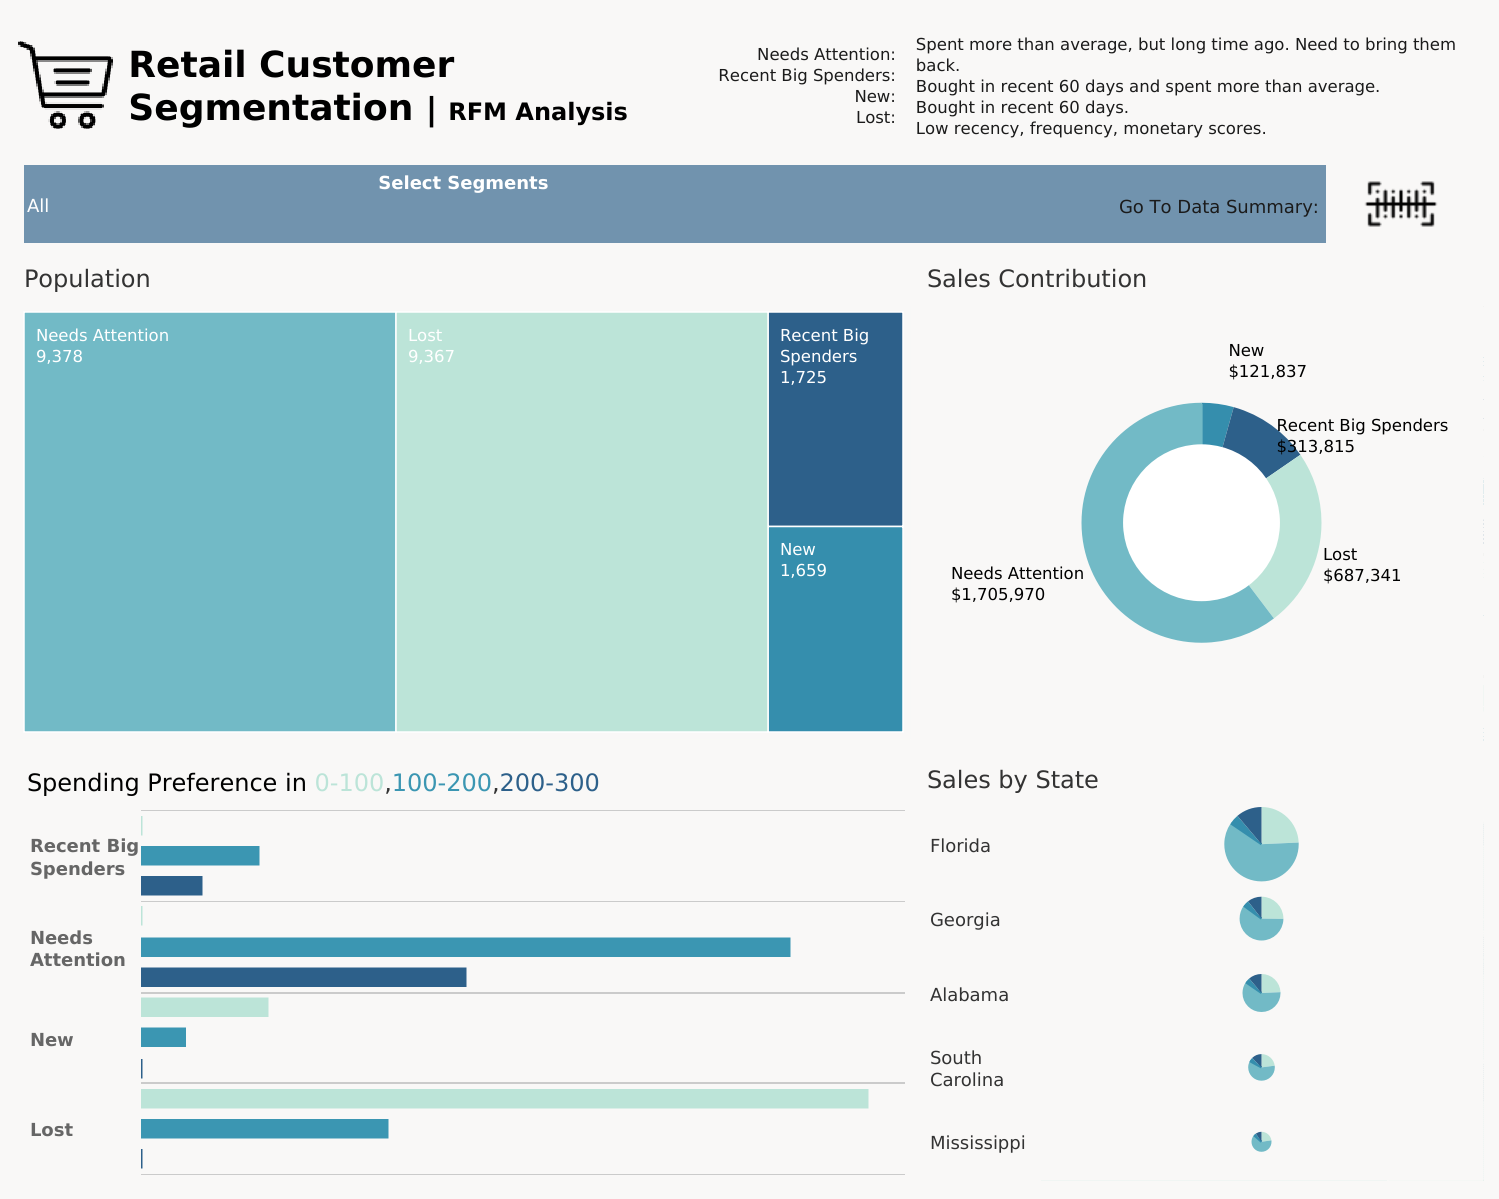 Retail Customer
Segmentation | RFM Analysis
Needs Attention:
Recent Big Spenders:
New:
Lost:
Spent more than average, but long time ago. Need to bring them
back.
Bought in recent 60 days and spent more than average.
Bought in recent 60 days.
Low recency, frequency, monetary scores.
Select Segments
All
Go To Data Summary:
Population
Needs Attention
9,378
Lost
9,367
Recent Big
Spenders
1,725
New
1,659
Sales Contribution
New
$121,837
Recent Big Spenders
$313,815
Lost
$687,341
Needs Attention
$1,705,970
Spending Preference in 0-100,100-200,200-300
Recent Big
Spenders
Needs
Attention
New
Lost
Sales by State
Florida
Georgia
Alabama
South
Carolina
Mississippi